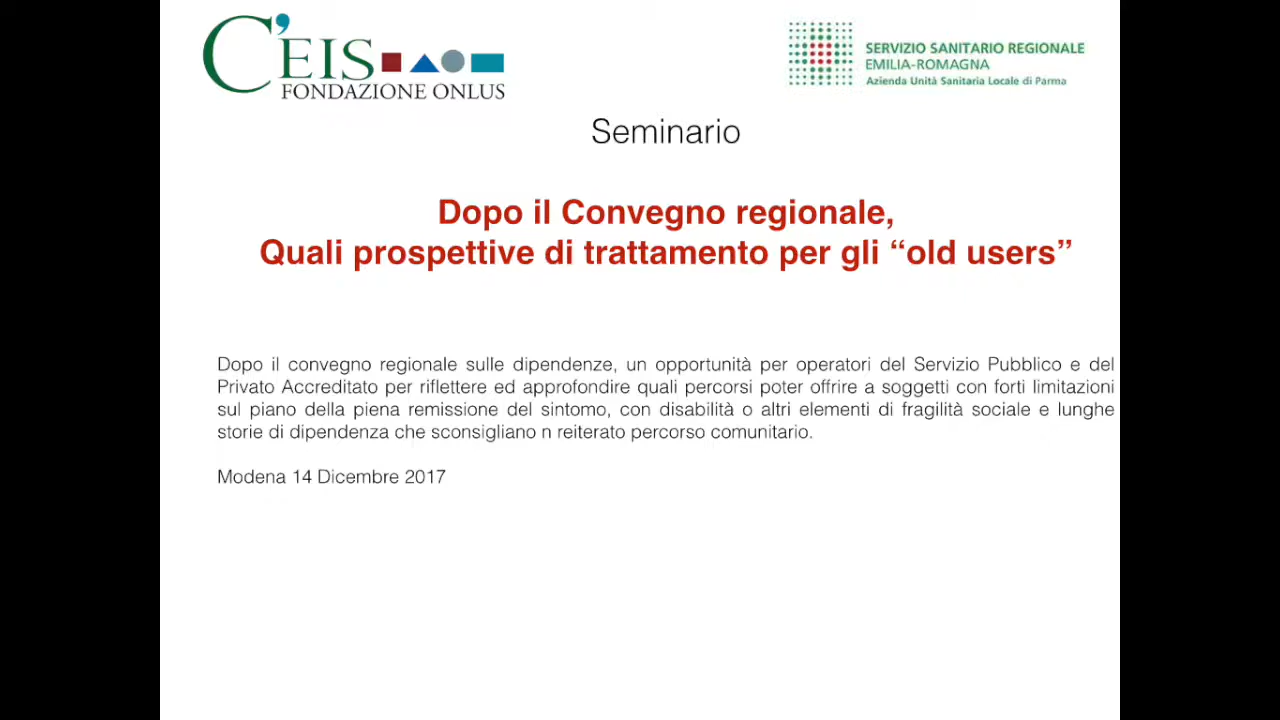 C'EIS
FONDAZIONE ONLUS
SERVIZIO SANITARIO REGIONALE
EMILIA-ROMAGNA
Azienda Unità Sanitaria Locale di Parma
Seminario
Dopo il Convegno regionale,
Quali prospettive di trattamento per gli “old users”
Dopo il convegno regionale sulle dipendenze, un opportunità per operatori del Servizio Pubblico e del
Privato Accreditato per riflettere ed approfondire quali percorsi poter offrire a soggetti con forti limitazioni
sul piano della piena remissione del sintomo, con disabilità o altri elementi di fragilità sociale e lunghe
storie di dipendenza che sconsigliano n reiterato percorso comunitario.
Modena 14 Dicembre 2017